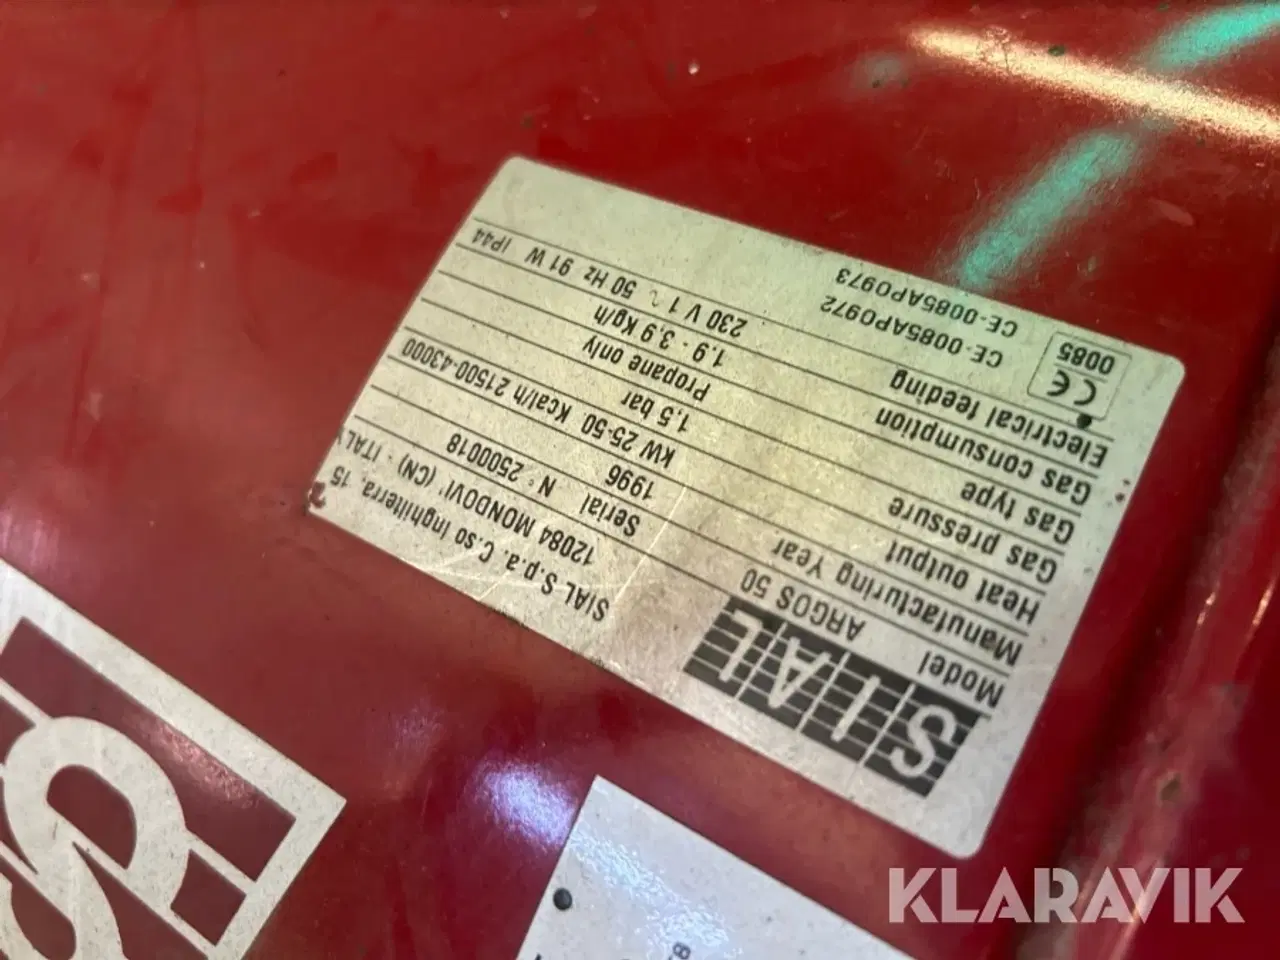 SIAL
SIAL S.p.a. C.so Inghilterra, 15
12084 MONDOVI' (CN) - ITALY
Model ARGOS 50 Serial N° 2500018
Manufacturing Year 1996
Heat output kW 25-50 Kcal/h 21500-43000
Gas pressure 1,5 bar
Gas type Propane only
Gas consumption 1.9 - 3.9 Kg/h
Electrical feeding 230 V 1 ~ 50 Hz 91 W IP44
CE 0085
CE-0085AP0972
CE-0085AP0973
KLARAVIK